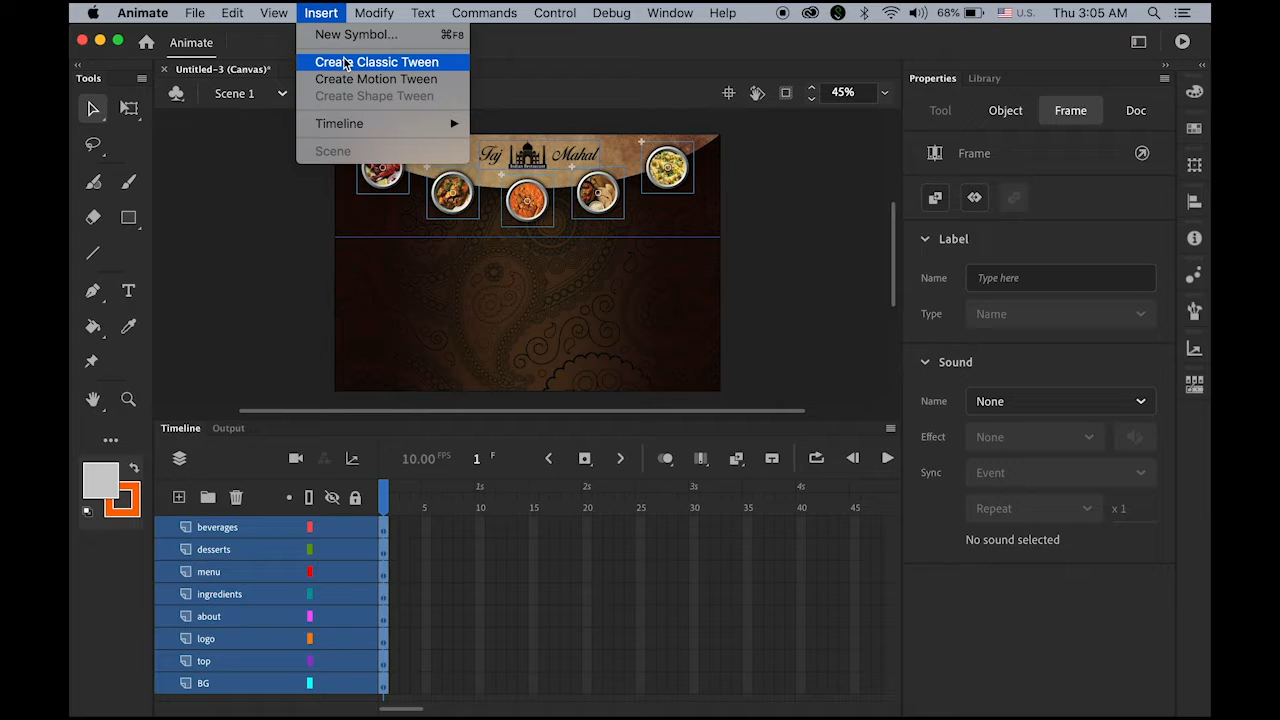 Animate File Edit View Insert Modify Text Commands Control Debug Window Help 68% U.S. Thu 3:05 AM
New Symbol... ⌘F8
Create Classic Tween
Create Motion Tween
Create Shape Tween
Timeline
Scene
Animate
Untitled-3 (Canvas)*
Scene 1
45%
Tools
Taj Mahal
Indian Restaurant
Properties Library
Tool Object Frame Doc
Frame
Label
Name Type here
Type Name
Sound
Name None
Effect None
Sync Event
Repeat x 1
No sound selected
Timeline Output
10.00 FPS 1 F
1s 2s 3s 4s
5 10 15 20 25 30 35 40 45
beverages
desserts
menu
ingredients
about
logo
top
BG